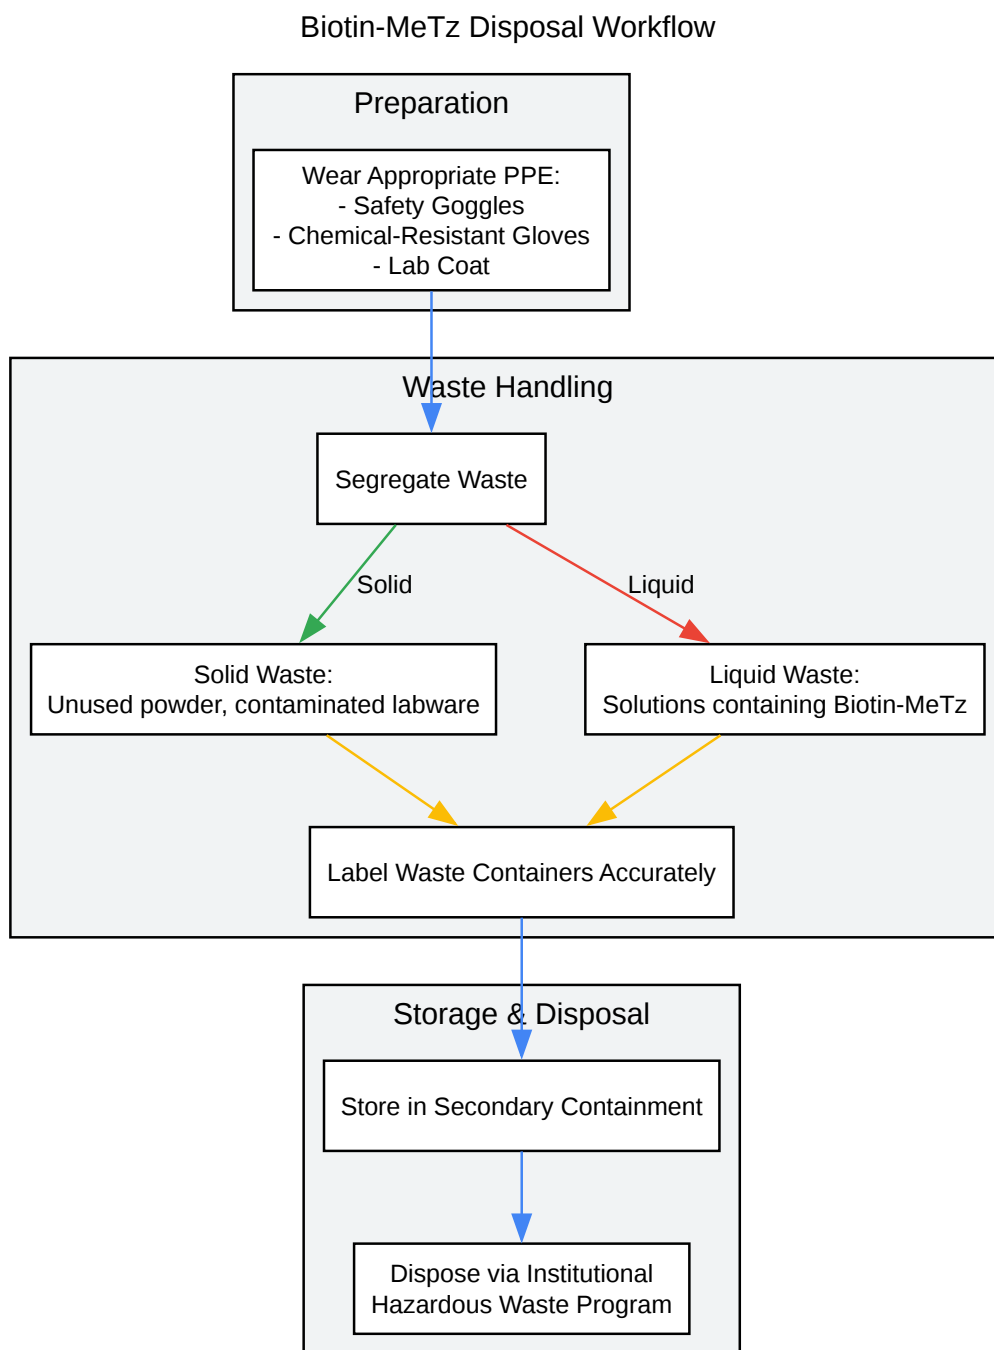 Biotin-MeTz Disposal Workflow
Preparation
Wear Appropriate PPE:
- Safety Goggles
- Chemical-Resistant Gloves
- Lab Coat
Waste Handling
Segregate Waste
Solid
Liquid
Solid Waste:
Unused powder, contaminated labware
Liquid Waste:
Solutions containing Biotin-MeTz
Label Waste Containers Accurately
Storage & Disposal
Store in Secondary Containment
Dispose via Institutional
Hazardous Waste Program